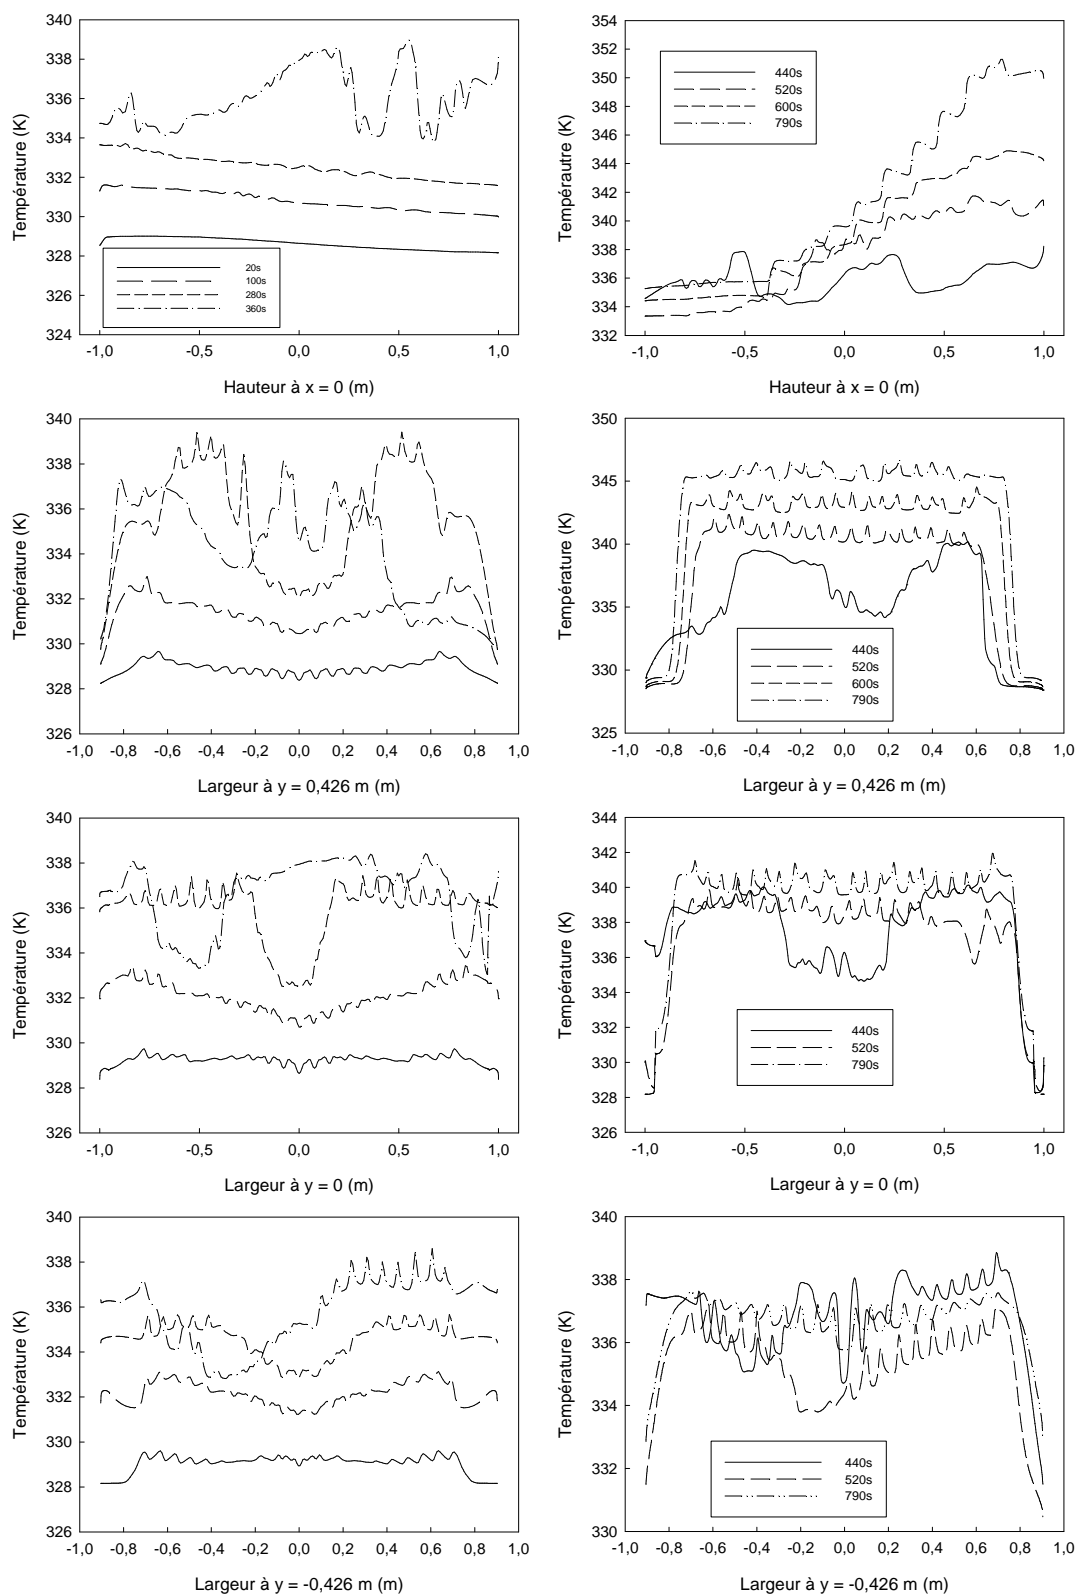 340
338
336
334
332
330
328
326
324
Température (K)
20s
100s
280s
360s
-1,0 -0,5 0,0 0,5 1,0
Hauteur à x = 0 (m)
354
352
350
348
346
344
342
340
338
336
334
332
Températrure (K)
440s
520s
600s
790s
-1,0 -0,5 0,0 0,5 1,0
Hauteur à x = 0 (m)
340
338
336
334
332
330
328
326
Température (K)
-1,0 -0,8 -0,6 -0,4 -0,2 0,0 0,2 0,4 0,6 0,8 1,0
Largeur à y = 0,426 m (m)
350
345
340
335
330
325
Température (K)
440s
520s
600s
790s
-1,0 -0,8 -0,6 -0,4 -0,2 0,0 0,2 0,4 0,6 0,8 1,0
Largeur à y = 0,426 m (m)
340
338
336
334
332
330
328
326
Température (K)
-1,0 -0,5 0,0 0,5 1,0
Largeur à y = 0 (m)
344
342
340
338
336
334
332
330
328
326
Température (K)
440s
520s
790s
-1,0 -0,5 0,0 0,5 1,0
Largeur à y = 0 (m)
340
338
336
334
332
330
328
326
Température (K)
-1,0 -0,8 -0,6 -0,4 -0,2 0,0 0,2 0,4 0,6 0,8 1,0
Largeur à y = -0,426 m (m)
340
338
336
334
332
330
Température (K)
440s
520s
790s
-1,0 -0,8 -0,6 -0,4 -0,2 0,0 0,2 0,4 0,6 0,8 1,0
Largeur à y = -0,426 m (m)